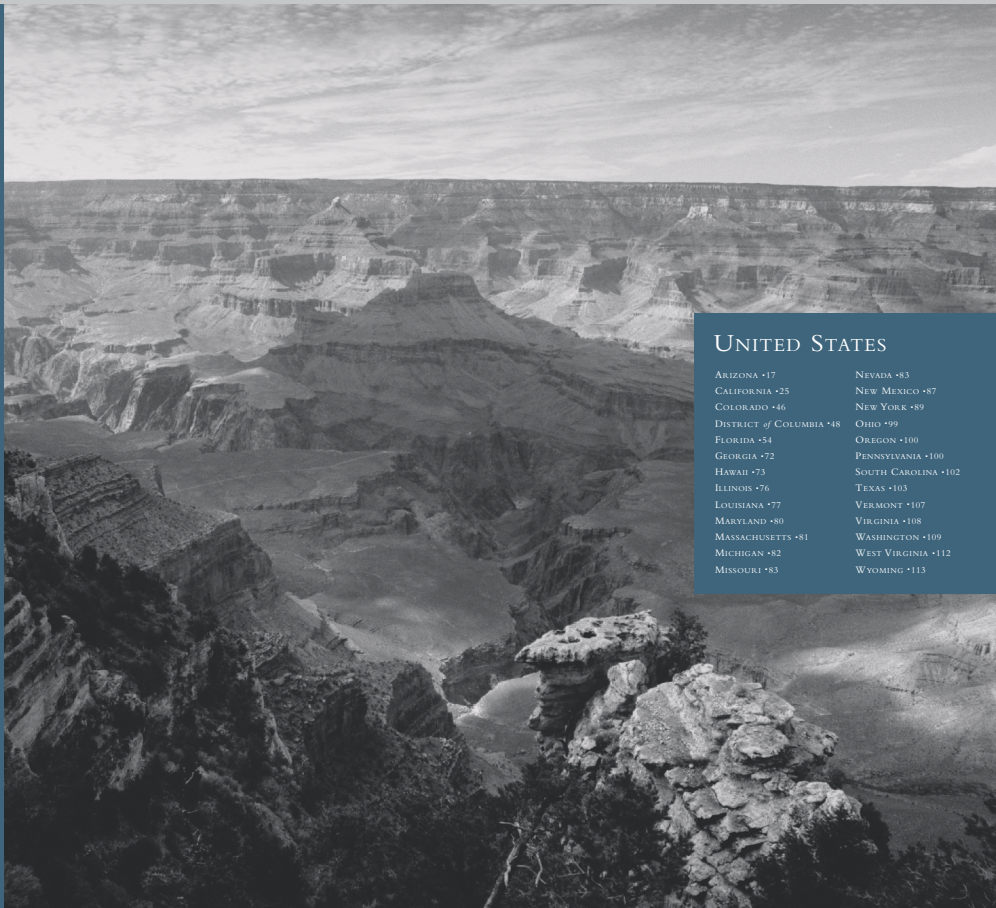 United States
Arizona •17
California •25
Colorado •46
District of Columbia •48
Florida •54
Georgia •72
Hawaii •73
Illinois •76
Louisiana •77
Maryland •80
Massachusetts •81
Michigan •82
Missouri •83
Nevada •83
New Mexico •87
New York •89
Ohio •99
Oregon •100
Pennsylvania •100
South Carolina •102
Texas •103
Vermont •107
Virginia •108
Washington •109
West Virginia •112
Wyoming •113